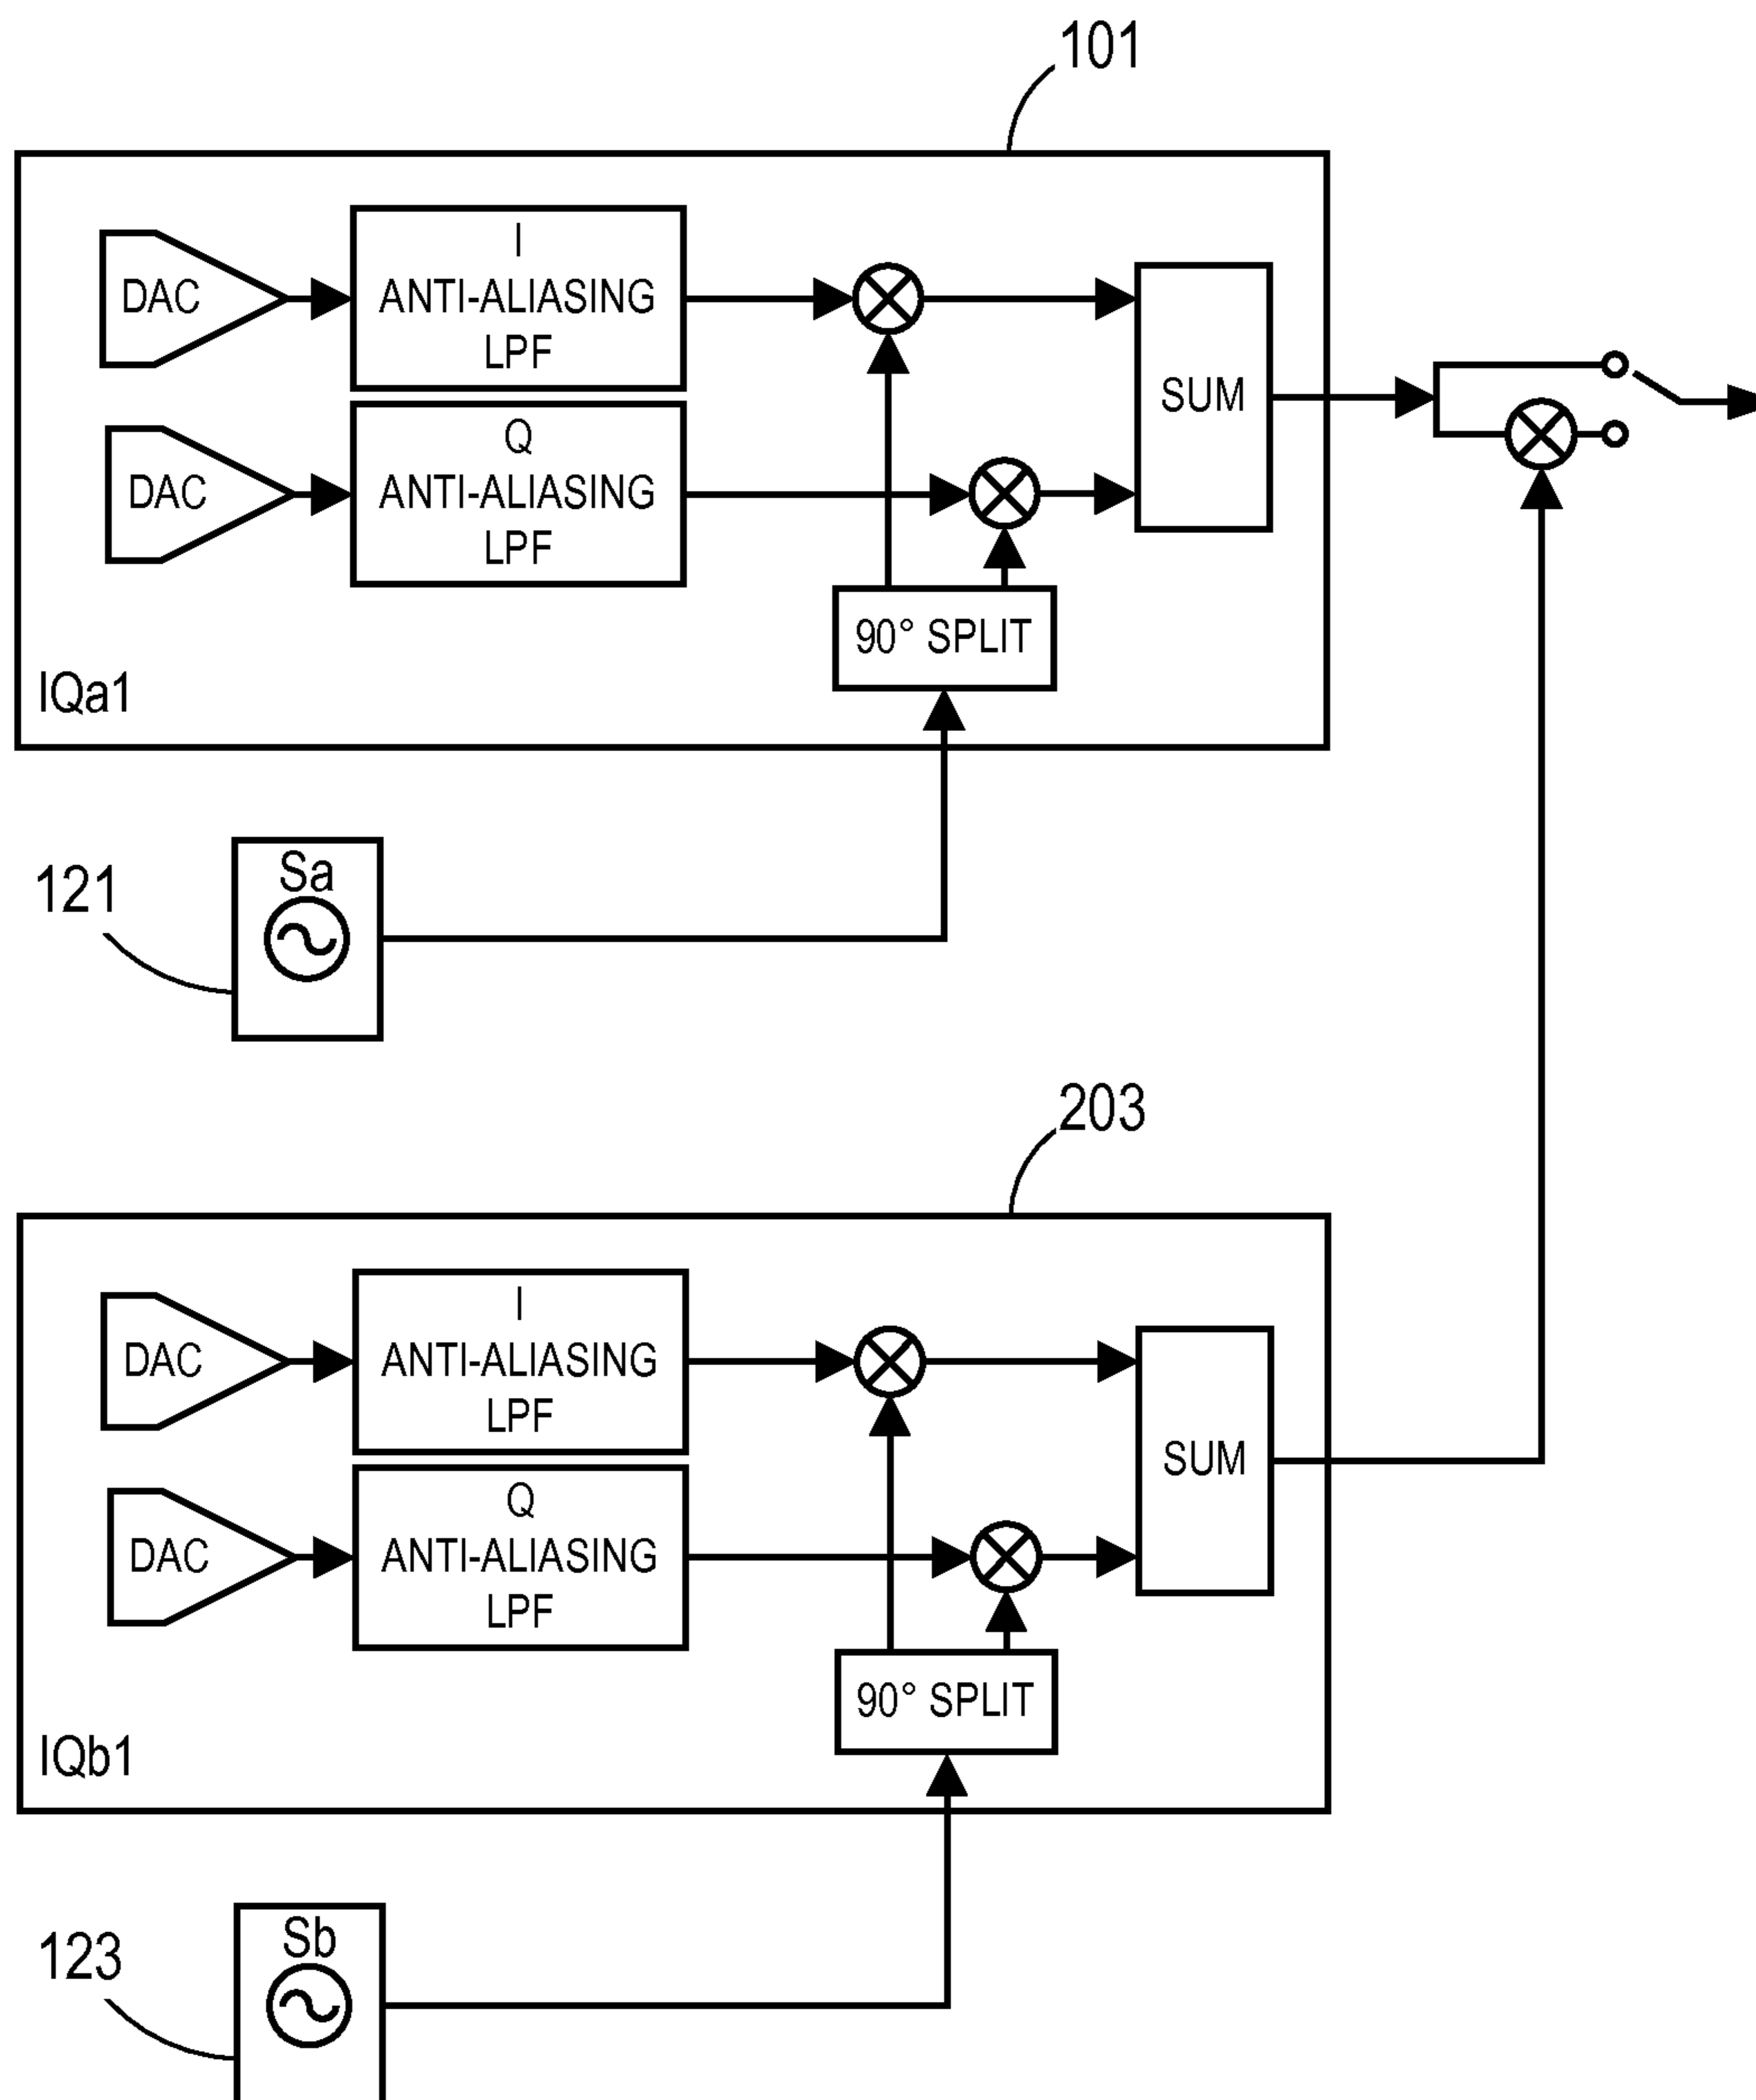 101
DAC
I
ANTI-ALIASING
LPF
SUM
DAC
Q
ANTI-ALIASING
LPF
90° SPLIT
IQa1
121
Sa
203
DAC
I
ANTI-ALIASING
LPF
SUM
DAC
Q
ANTI-ALIASING
LPF
90° SPLIT
IQb1
123
Sb